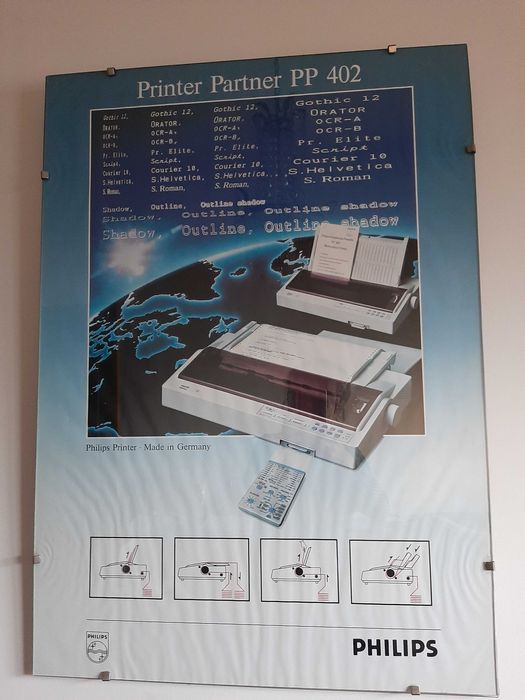 Printer Partner PP 402
Gothic 12, Gothic 12, Gothic 12, Gothic 12
Orator, Orator, Orator, Orator
OCR-A, OCR-A, OCR-A, OCR-A
OCR-B, OCR-B, OCR-B, OCR-B
Pr. Elite, Pr. Elite, Pr. Elite, Pr. Elite
Script, Script, Script, Script
Courier 10, Courier 10, Courier 10, Courier 10
S.Helvetica, S.Helvetica, S.Helvetica... S.Helvetica
S. Roman, S. Roman, S. Roman, S. Roman
Shadow, Outline, Outline shadow
Shadow, Outline, Outline shadow
Shadow, Outline, Outline shadow
Philips Printer · Made in Germany
PHILIPS
PHILIPS